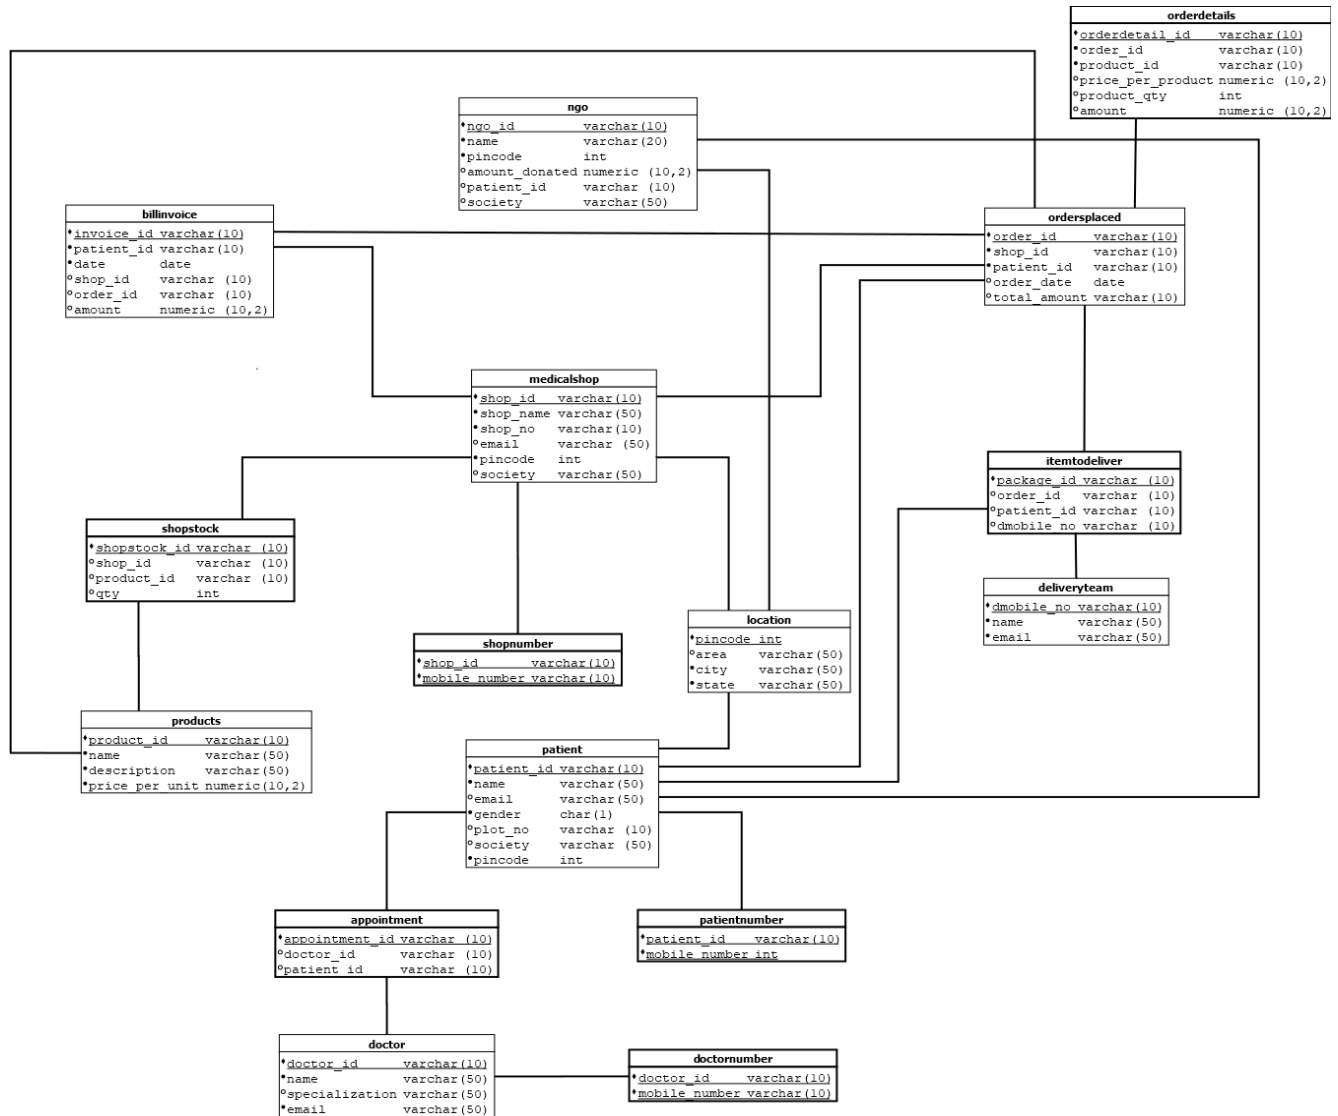 orderdetails
orderdetail_id varchar(10)
order_id varchar(10)
product_id varchar(10)
price_per_product numeric (10,2)
product_qty int
amount numeric (10,2)
ngo
ngo_id varchar(10)
name varchar(20)
pincode int
amount_donated numeric (10,2)
patient_id varchar (10)
society varchar(50)
billinvoice
invoice_id varchar(10)
patient_id varchar(10)
date date
shop_id varchar (10)
order_id varchar (10)
amount numeric (10,2)
ordersplaced
order_id varchar(10)
shop_id varchar(10)
patient_id varchar(10)
order_date date
total_amount varchar(10)
medicalshop
shop_id varchar(10)
shop_name varchar(50)
shop_no varchar(10)
email varchar (50)
pincode int
society varchar(50)
itemtodeliver
package_id varchar (10)
order_id varchar (10)
patient_id varchar (10)
dmobile_no varchar (10)
shopstock
shopstock_id varchar (10)
shop_id varchar (10)
product_id varchar (10)
qty int
deliveryteam
dmobile_no varchar(10)
name varchar(50)
email varchar(50)
location
pincode int
area varchar(50)
city varchar(50)
state varchar(50)
shopnumber
shop_id varchar(10)
mobile_number varchar(10)
products
product_id varchar(10)
name varchar(50)
description varchar(50)
price_per_unit numeric(10,2)
patient
patient_id varchar(10)
name varchar(50)
email varchar(50)
gender char(1)
plot_no varchar (10)
society varchar (50)
pincode int
appointment
appointment_id varchar (10)
doctor_id varchar (10)
patient_id varchar (10)
patientnumber
patient_id varchar(10)
mobile_number int
doctor
doctor_id varchar(10)
name varchar(50)
specialization varchar(50)
email varchar(50)
doctornumber
doctor_id varchar(10)
mobile_number varchar(10)